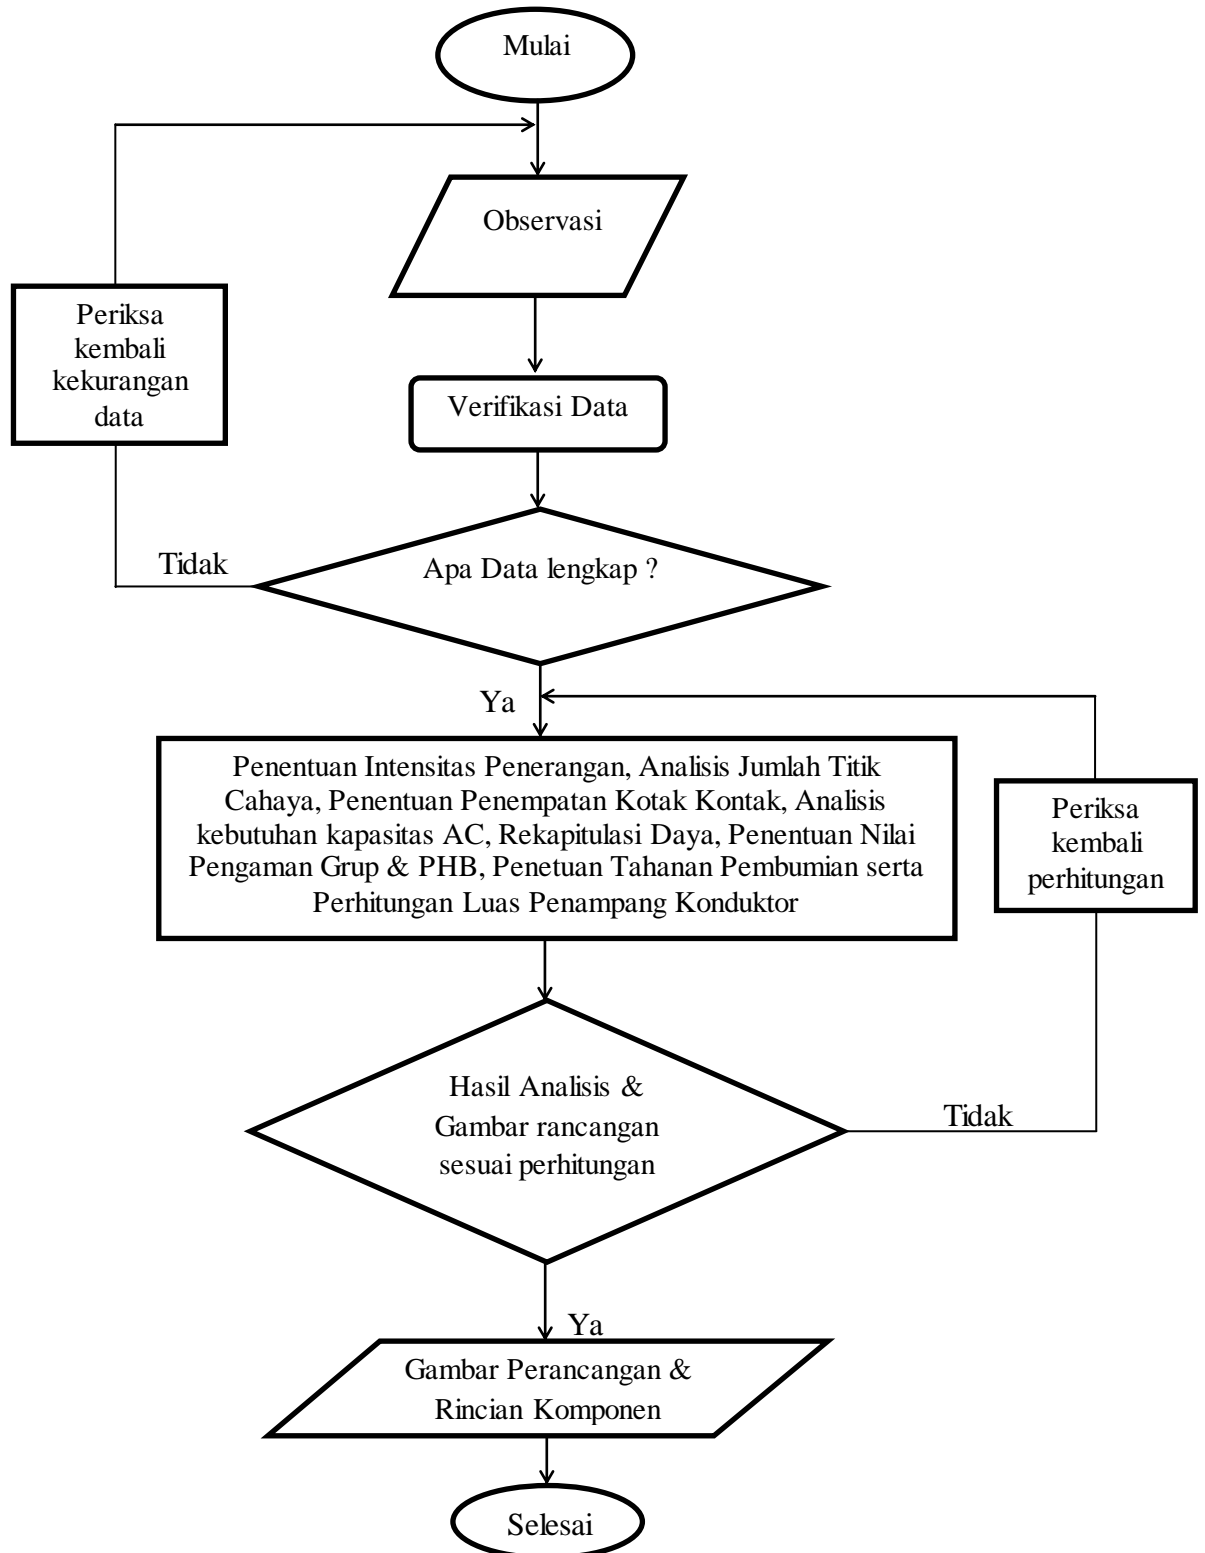 Mulai
Observasi
Periksa
kembali
kekurangan
data
Verifikasi Data
Tidak
Apa Data lengkap ?
Ya
Penentuan Intensitas Penerangan, Analisis Jumlah Titik
Cahaya, Penentuan Penempatan Kotak Kontak, Analisis
kebutuhan kapasitas AC, Rekapitulasi Daya, Penentuan Nilai
Pengaman Grup & PHB, Penetuan Tahanan Pembumian serta
Perhitungan Luas Penampang Konduktor
Periksa
kembali
perhitungan
Hasil Analisis &
Gambar rancangan
sesuai perhitungan
Tidak
Ya
Gambar Perancangan &
Rincian Komponen
Selesai